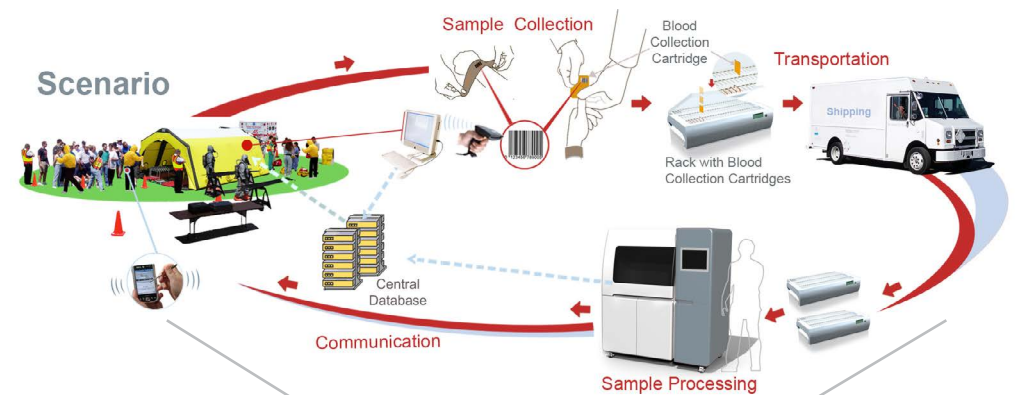 Scenario
Sample Collection
Blood
Collection
Cartridge
Transportation
Shipping
Rack with Blood
Collection Cartridges
Central
Database
Communication
Sample Processing